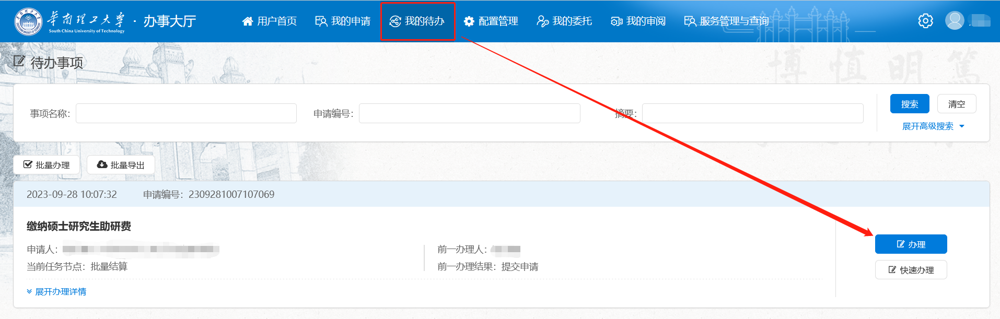 华南理工大学 · 办事大厅
South China University of Technology
用户首页 我的申请 我的待办 配置管理 我的委托 我的审阅 服务管理与查询
待办事项
博 慎 明 篤
事项名称: 申请编号: 摘要: 搜索 清空
展开高级搜索
批量办理 批量导出
2023-09-28 10:07:32 申请编号: 2309281007107069
缴纳硕士研究生助研费
申请人: 前一办理人: 办理
当前任务节点: 批量结算 前一办理结果: 提交申请 快速办理
展开办理详情